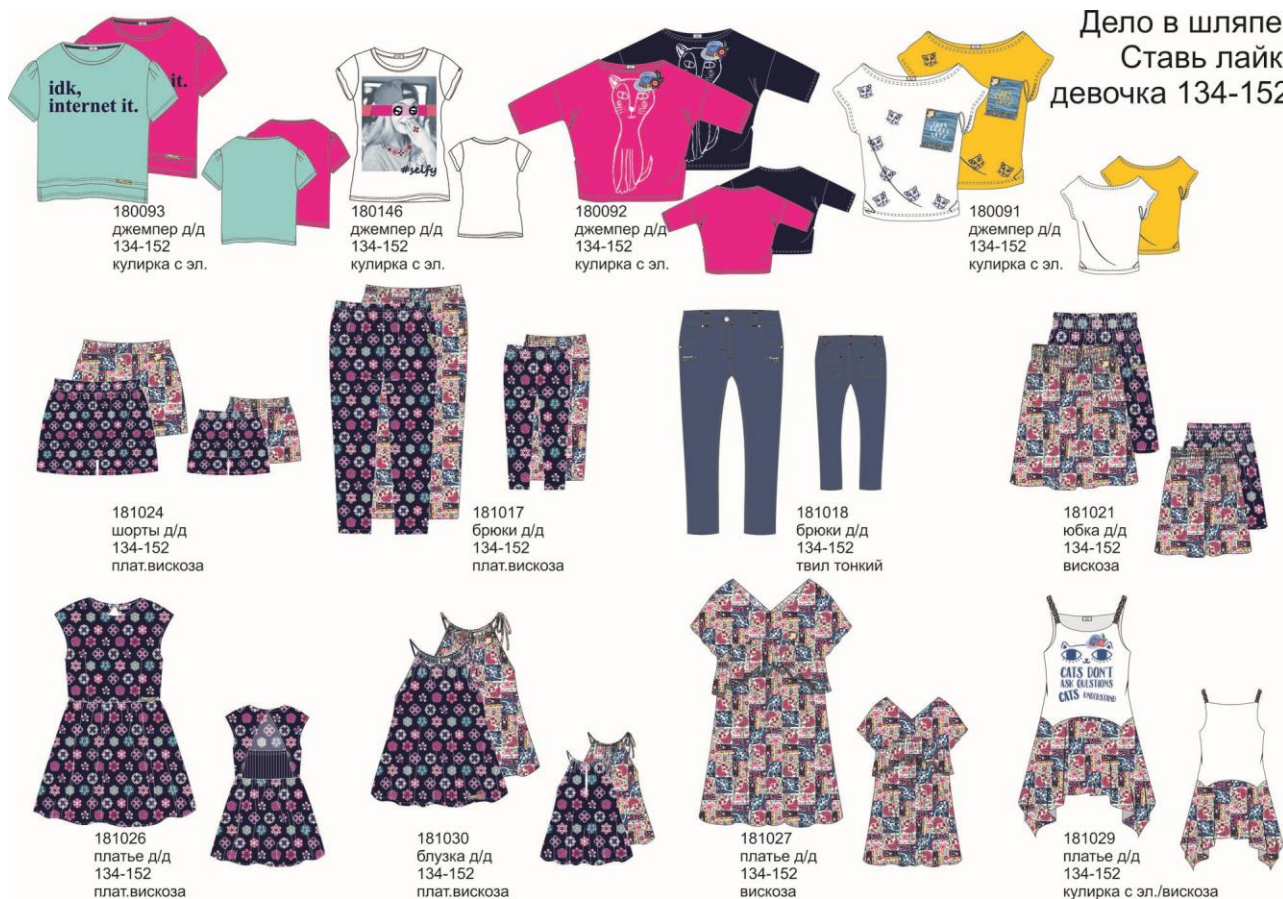 Дело в шляпе
Ставь лайк
девочка 134-152
idk,
internet it.
it.
#selfy
180093
джемпер д/д
134-152
кулирка с эл.
180146
джемпер д/д
134-152
кулирка с эл.
180092
джемпер д/д
134-152
кулирка с эл.
180091
джемпер д/д
134-152
кулирка с эл.
181024
шорты д/д
134-152
плат.вискоза
181017
брюки д/д
134-152
плат.вискоза
181018
брюки д/д
134-152
твил тонкий
181021
юбка д/д
134-152
вискоза
CATS DON'T
ASK QUESTIONS
CATS UNDERSTAND
181026
платье д/д
134-152
плат.вискоза
181030
блузка д/д
134-152
плат.вискоза
181027
платье д/д
134-152
вискоза
181029
платье д/д
134-152
кулирка с эл./вискоза